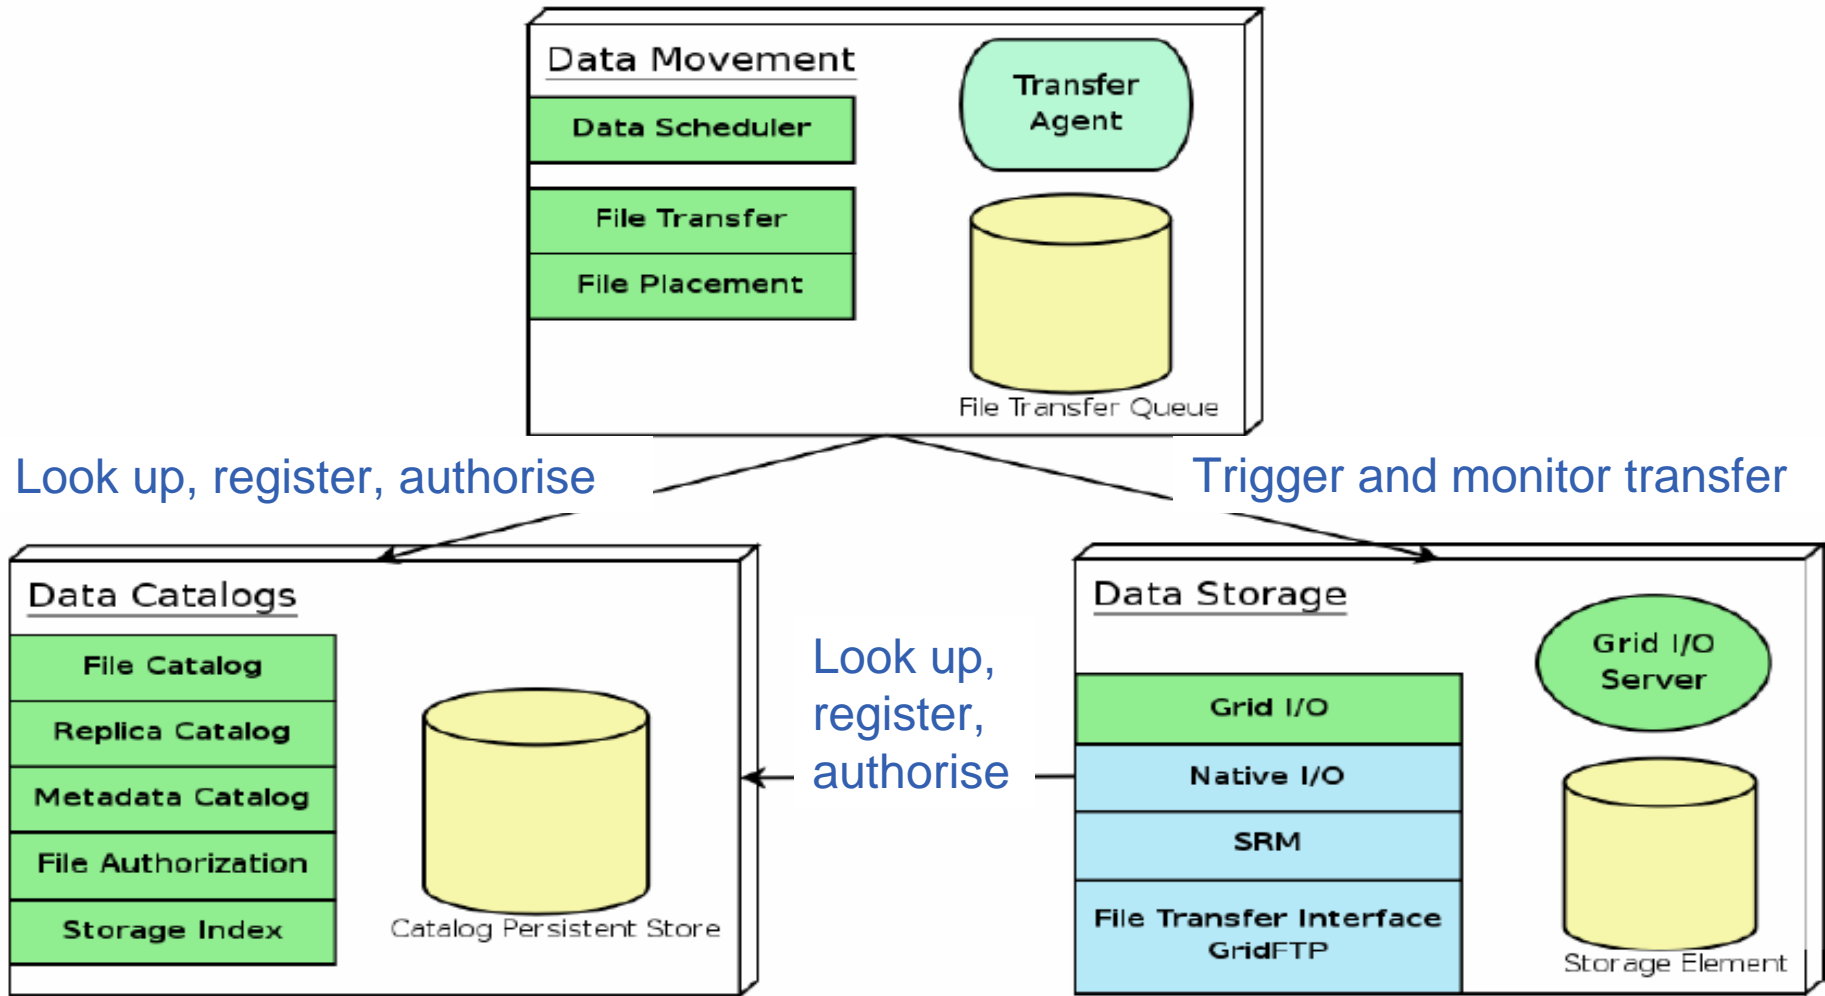 Data Movement
Transfer
Agent
Data Scheduler
File Transfer
File Placement
File Transfer Queue
Look up, register, authorise
Trigger and monitor transfer
Data Catalogs
File Catalog
Replica Catalog
Metadata Catalog
File Authorization
Storage Index
Catalog Persistent Store
Look up,
register,
authorise
Data Storage
Grid I/O
Server
Grid I/O
Native I/O
SRM
File Transfer Interface
GridFTP
Storage Element